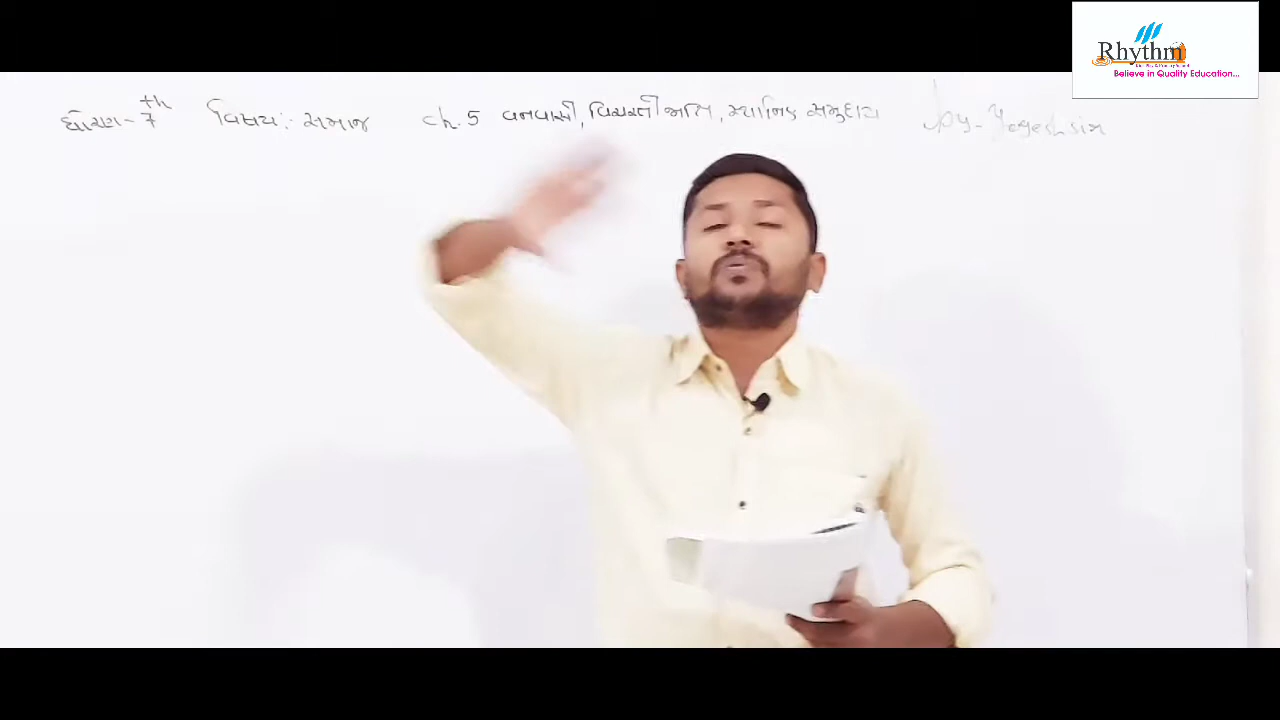 Rhythm
Believe in Quality Education...
ધોરણ-7th વિષય:- સમાજ ch.5 વનવાસી, વિચરતી જાતિ, સ્થાનિક સમુદાય by-Yogesh sir